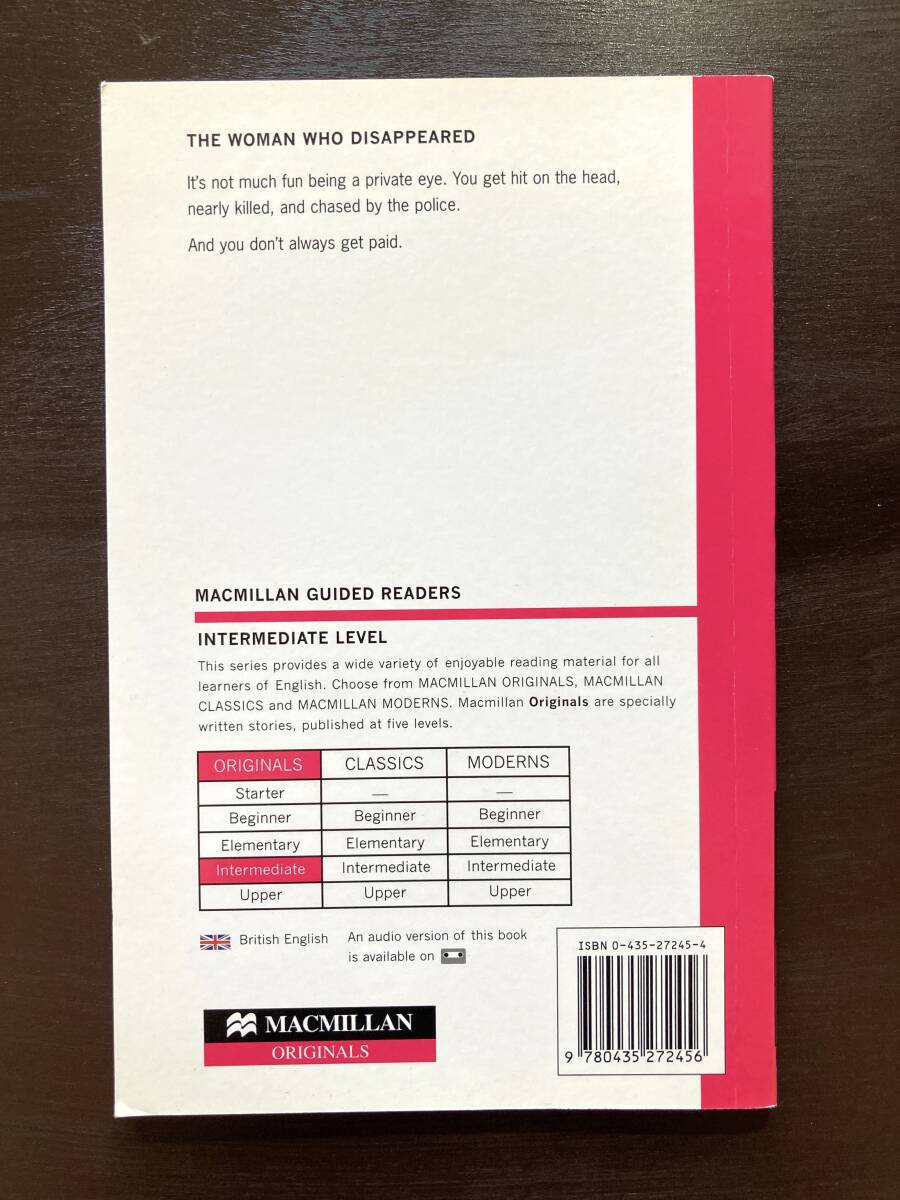 THE WOMAN WHO DISAPPEARED
It's not much fun being a private eye. You get hit on the head,
nearly killed, and chased by the police.
And you don't always get paid.
MACMILLAN GUIDED READERS
INTERMEDIATE LEVEL
This series provides a wide variety of enjoyable reading material for all
learners of English. Choose from MACMILLAN ORIGINALS, MACMILLAN
CLASSICS and MACMILLAN MODERNS. Macmillan Originals are specially
written stories, published at five levels.
ORIGINALS CLASSICS MODERNS
Starter — —
Beginner Beginner Beginner
Elementary Elementary Elementary
Intermediate Intermediate Intermediate
Upper Upper Upper
British English
An audio version of this book
is available on
ISBN 0-435-27245-4
9 780435 272456
MACMILLAN
ORIGINALS